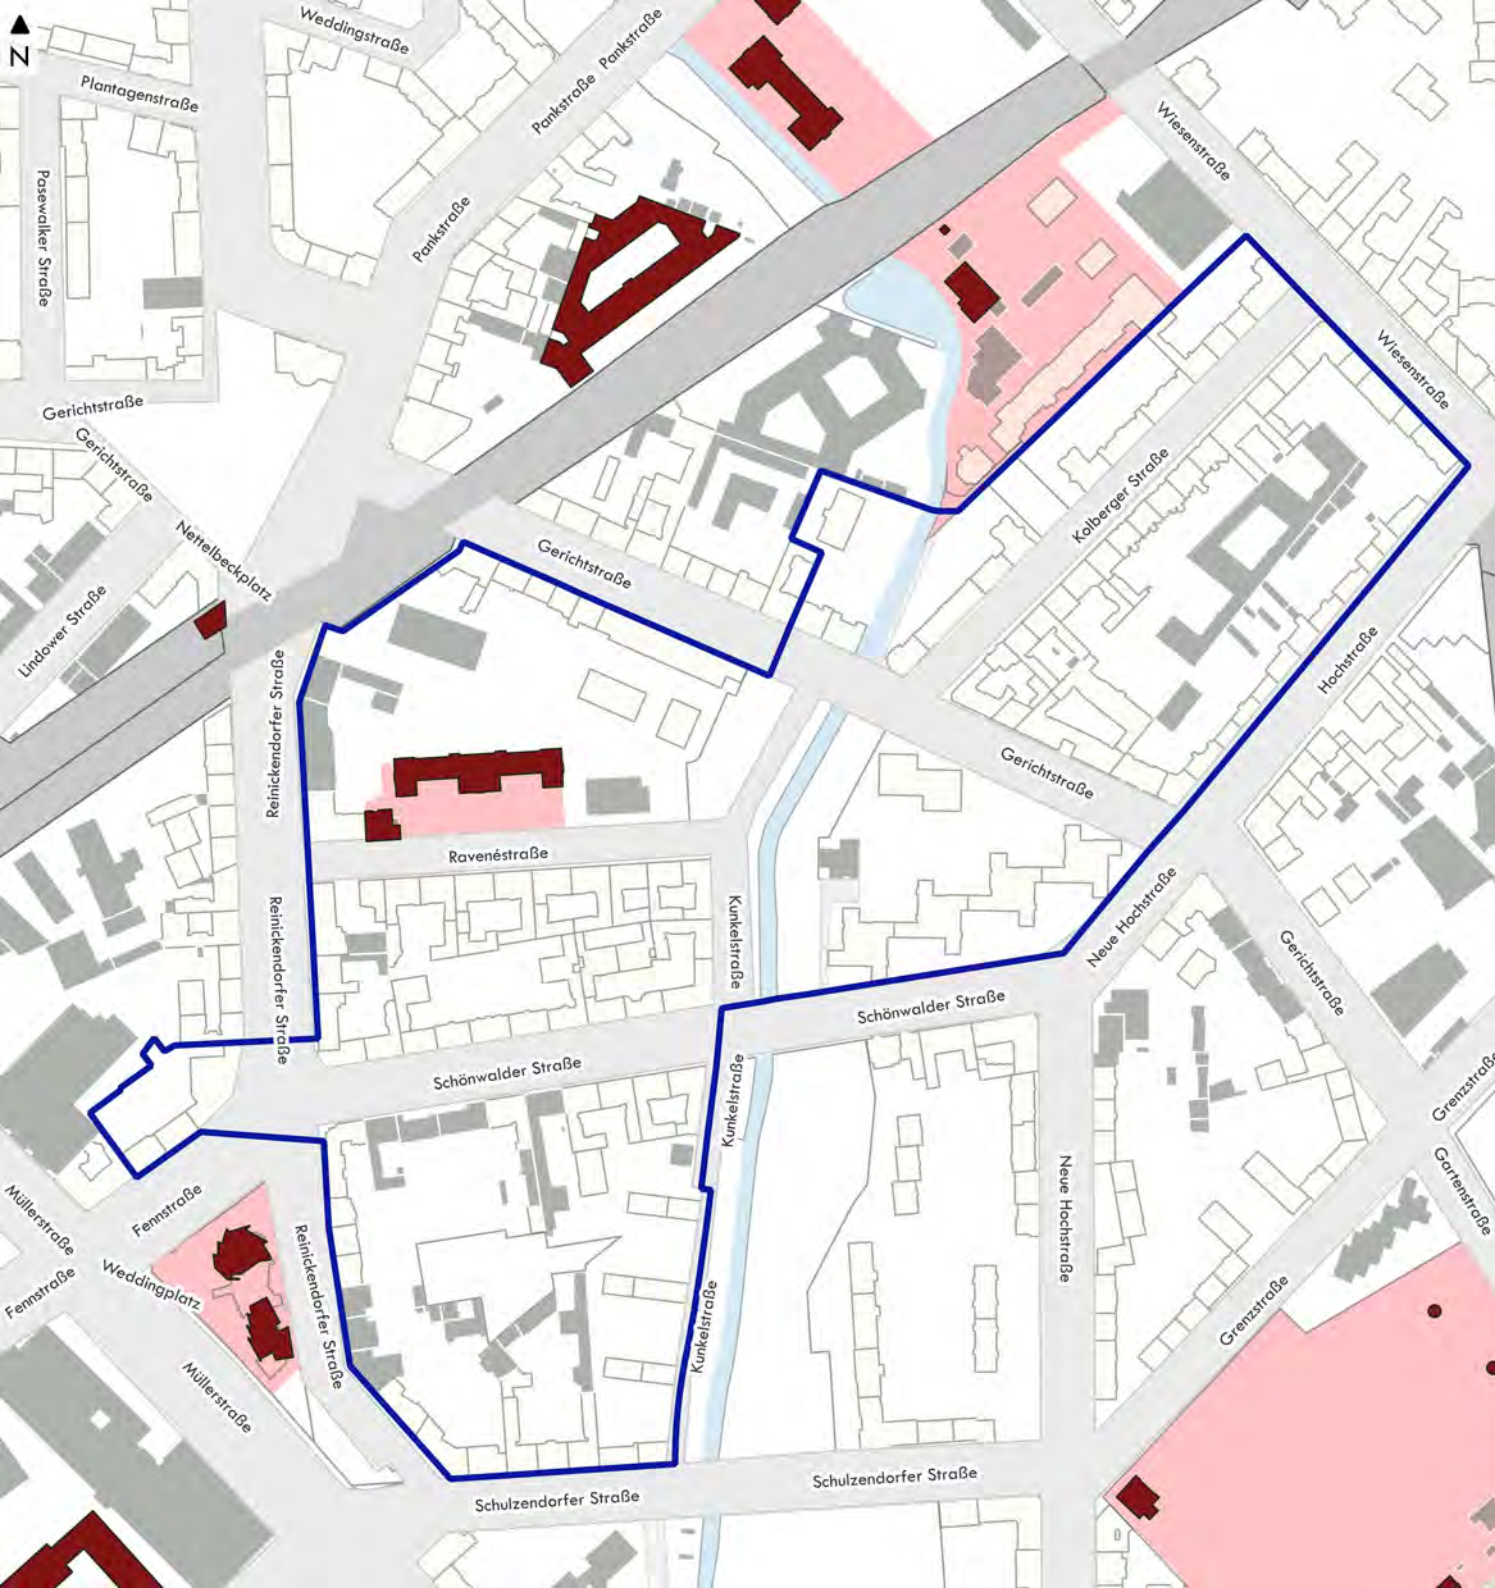 N
Weddingstraße
Pankstraße
Pankstraße
Plantagenstraße
Wiesenstraße
Pasewalker Straße
Pankstraße
Wiesenstraße
Gerichtstraße
Gerichtstraße
Kolberger Straße
Nettelbeckplatz
Gerichtstraße
Lindower Straße
Hochstraße
Reinickendorfer Straße
Gerichtstraße
Ravenéstraße
Neue Hochstraße
Kunkelstraße
Reinickendorfer Straße
Gerichtstraße
Schönwalder Straße
Schönwalder Straße
Kunkelstraße
Grenzstraße
Müllerstraße
Fennstraße
Neue Hochstraße
Gartenstraße
Fennstraße
Weddingplatz
Reinickendorfer Straße
Kunkelstraße
Grenzstraße
Müllerstraße
Schulzendorfer Straße
Schulzendorfer Straße